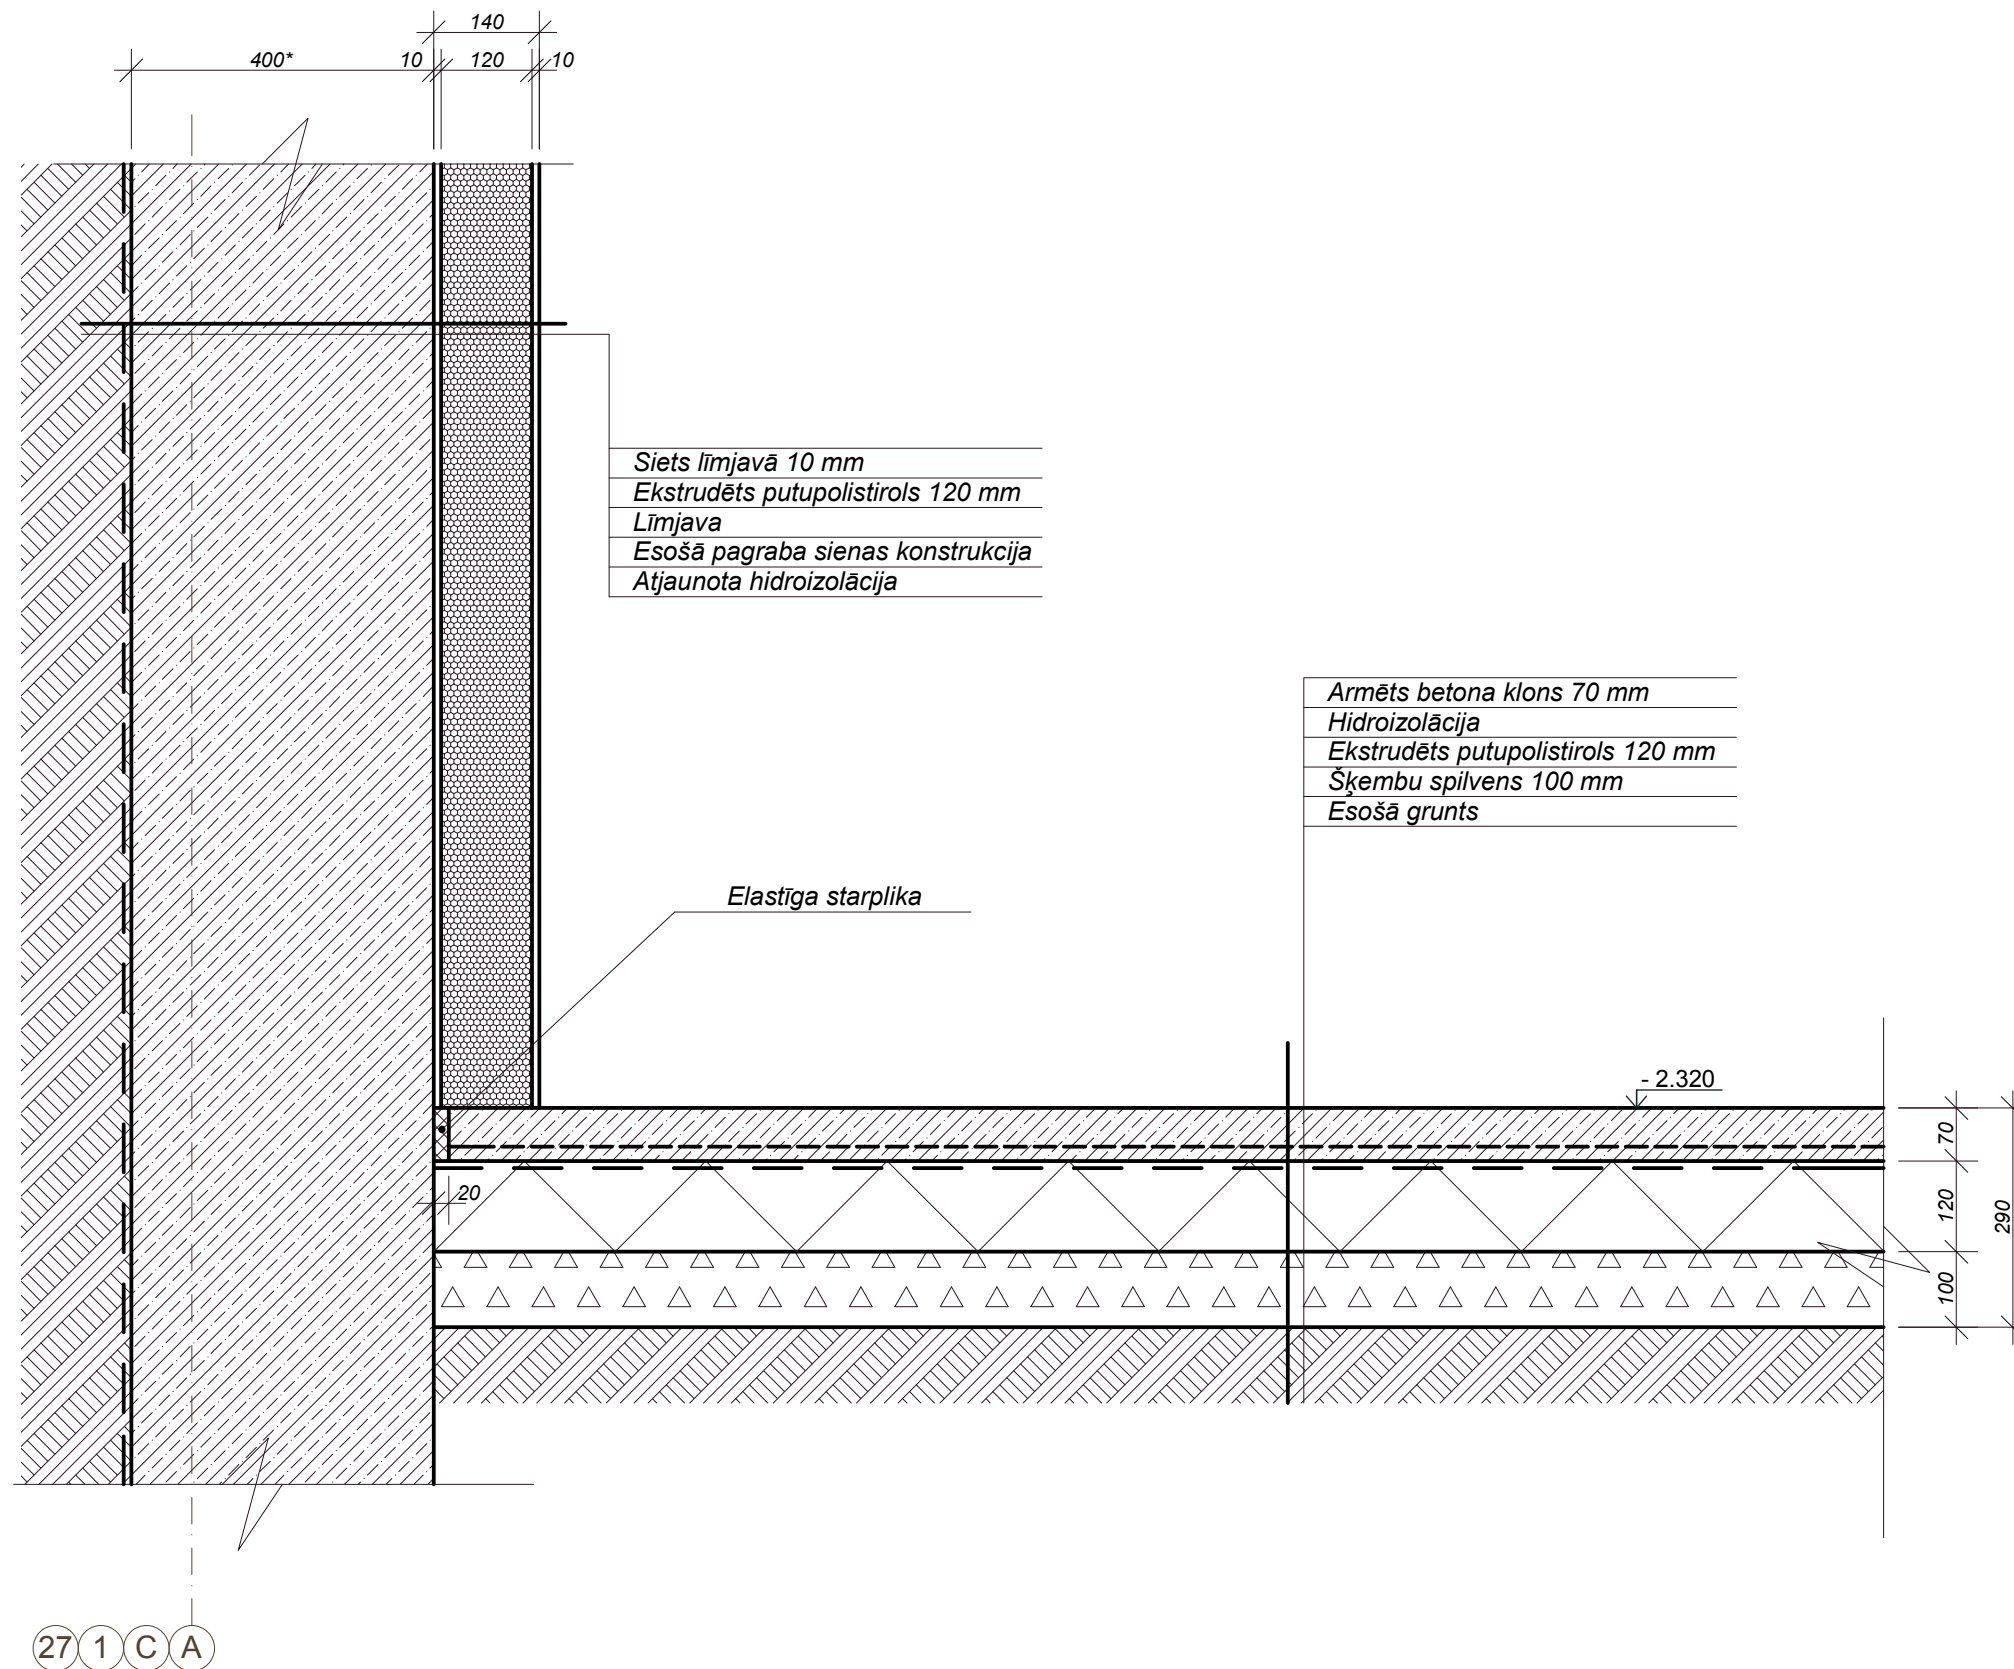 140
400*
10
120
10
Siets līmjavā 10 mm
Ekstrudēts putupolistirols 120 mm
Līmjava
Esošā pagraba sienas konstrukcija
Atjaunota hidroizolācija
Armēts betona klons 70 mm
Hidroizolācija
Ekstrudēts putupolistirols 120 mm
Šķembu spilvens 100 mm
Esošā grunts
Elastīga starplika
- 2.320
70
20
120
290
100
27 1 C A